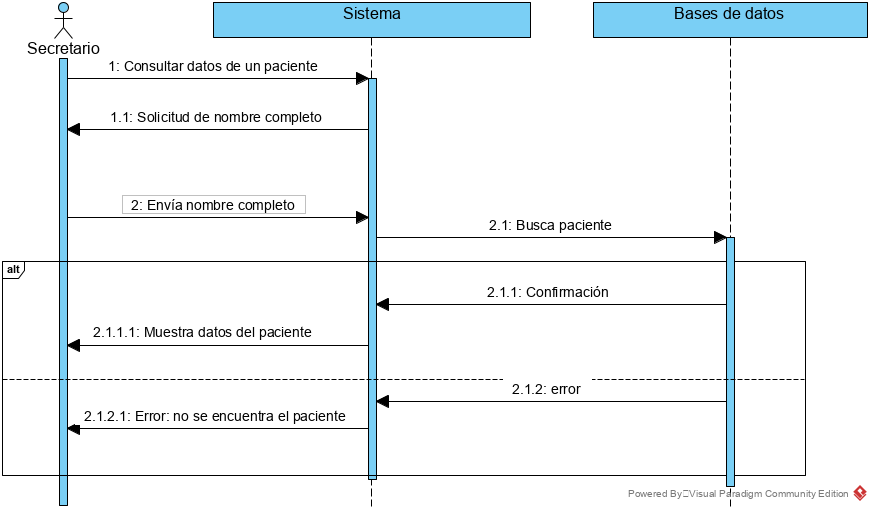 Sistema
Bases de datos
Secretario
1: Consultar datos de un paciente
1.1: Solicitud de nombre completo
2: Envía nombre completo
2.1: Busca paciente
alt
2.1.1: Confirmación
2.1.1.1: Muestra datos del paciente
2.1.2: error
2.1.2.1: Error: no se encuentra el paciente
Powered By Visual Paradigm Community Edition